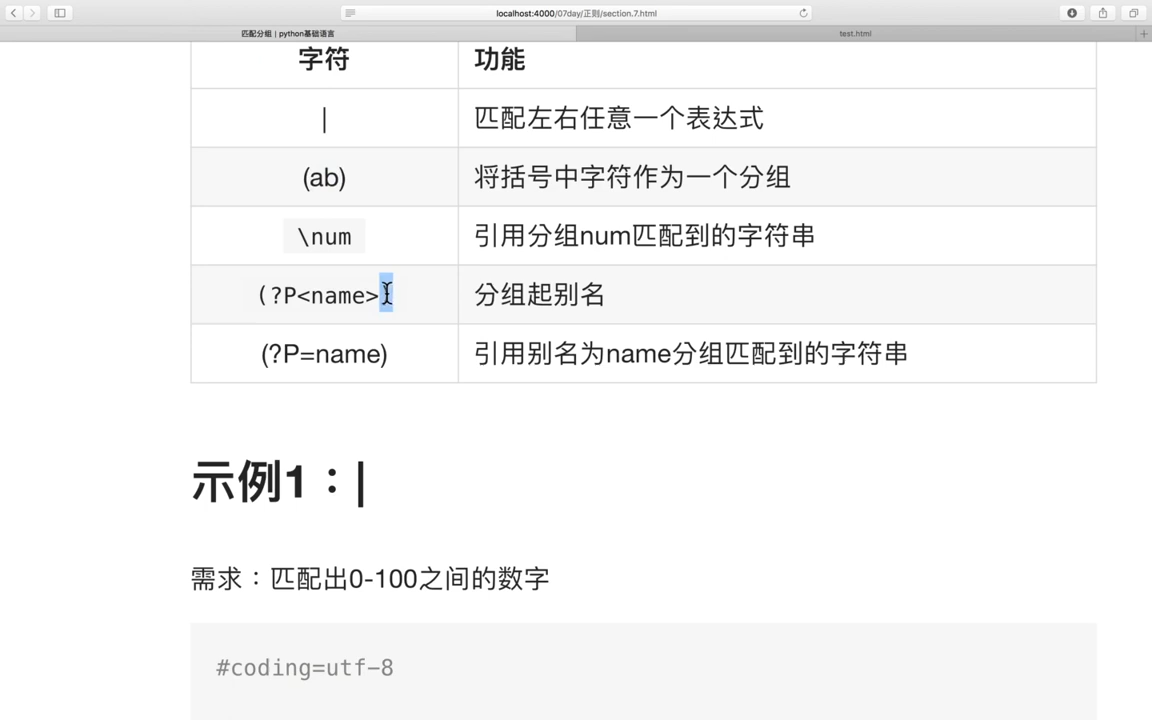 localhost:4000/07day/正则/section.7.html
匹配分组 | python基础语言
test.html
字符 功能
| 匹配左右任意一个表达式
(ab) 将括号中字符作为一个分组
\num 引用分组num匹配到的字符串
(?P<name> 分组起别名
(?P=name) 引用别名为name分组匹配到的字符串
示例1：|
需求：匹配出0-100之间的数字
#coding=utf-8